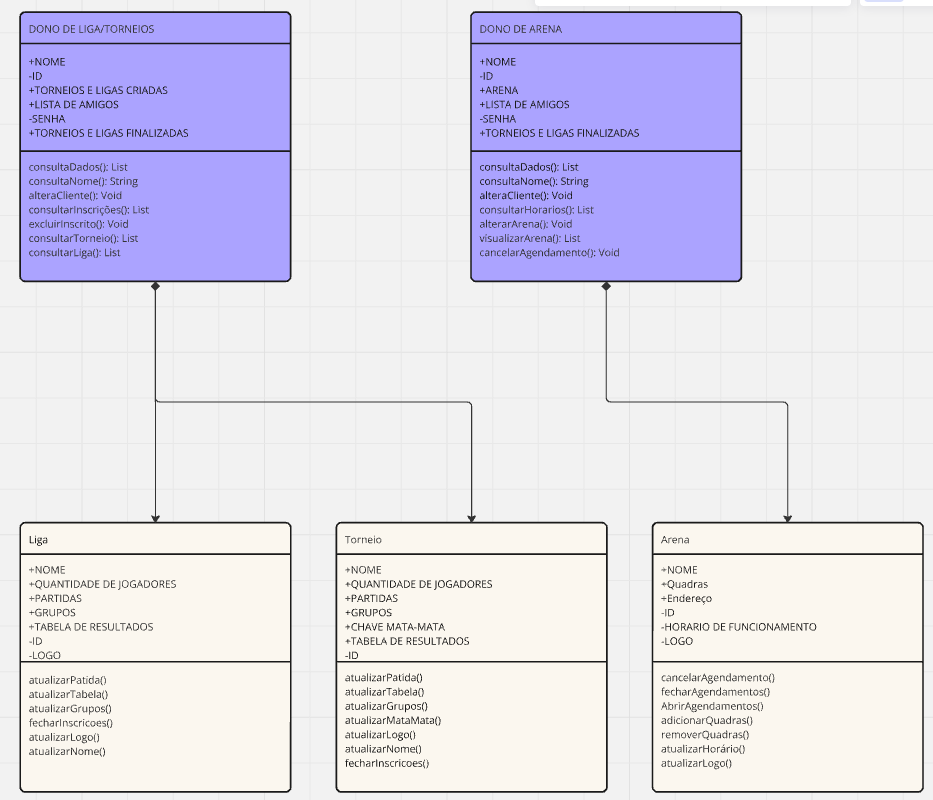 DONO DE LIGA/TORNEIOS
+NOME
-ID
+TORNEIOS E LIGAS CRIADAS
+LISTA DE AMIGOS
-SENHA
+TORNEIOS E LIGAS FINALIZADAS
consultaDados(): List
consultaNome(): String
alteraCliente(): Void
consultarInscrições(): List
excluirInscrito(): Void
consultarTorneio(): List
consultarLiga(): List
DONO DE ARENA
+NOME
-ID
+ARENA
+LISTA DE AMIGOS
-SENHA
+TORNEIOS E LIGAS FINALIZADAS
consultaDados(): List
consultaNome(): String
alteraCliente(): Void
consultarHorarios(): List
alterarArena(): Void
visualizarArena(): List
cancelarAgendamento(): Void
Liga
+NOME
+QUANTIDADE DE JOGADORES
+PARTIDAS
+GRUPOS
+TABELA DE RESULTADOS
-ID
-LOGO
atualizarPatida()
atualizarTabela()
atualizarGrupos()
fecharInscricoes()
atualizarLogo()
atualizarNome()
Torneio
+NOME
+QUANTIDADE DE JOGADORES
+PARTIDAS
+GRUPOS
+CHAVE MATA-MATA
+TABELA DE RESULTADOS
-ID
atualizarPatida()
atualizarTabela()
atualizarGrupos()
atualizarMataMata()
atualizarLogo()
atualizarNome()
fecharInscricoes()
Arena
+NOME
+Quadras
+Endereço
-ID
-HORARIO DE FUNCIONAMENTO
-LOGO
cancelarAgendamento()
fecharAgendamentos()
AbrirAgendamentos()
adicionarQuadras()
removerQuadras()
atualizarHorário()
atualizarLogo()